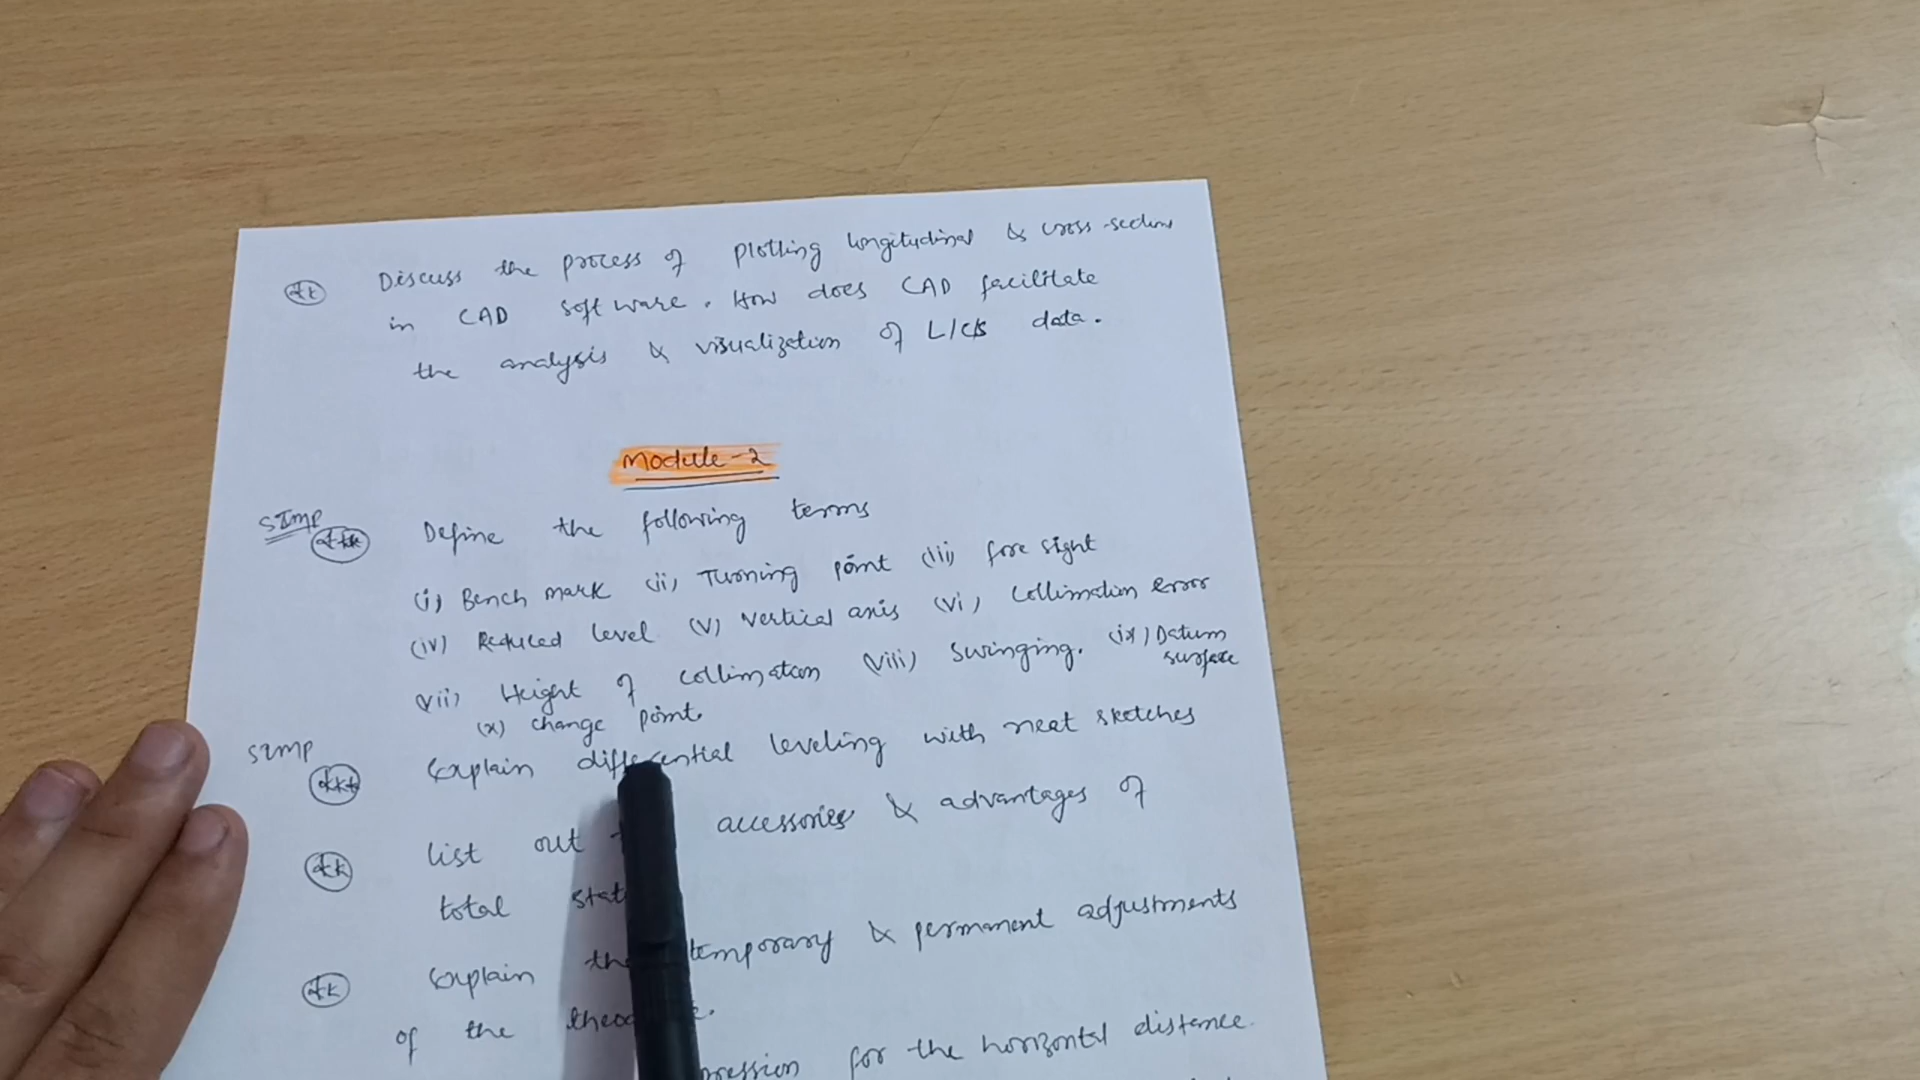 ** Discuss the process of plotting longitudinal & cross-sections
in CAD software. How does CAD facilitate
the analysis & visualization of L/C/S data.
Module-2
SIMP
*** Define the following terms
(i) Bench mark (ii) Turning point (iii) fore sight
(iv) Reduced level (v) Vertical axis (vi) Collimation error
(vii) Height of collimation (viii) Swinging. (ix) Datum surface
(x) change point.
SIMP
*** Explain differential leveling with neat sketches
** List out accessories & advantages of
total
** Explain the temporary & permanent adjustments
of the
for the horizontal distance